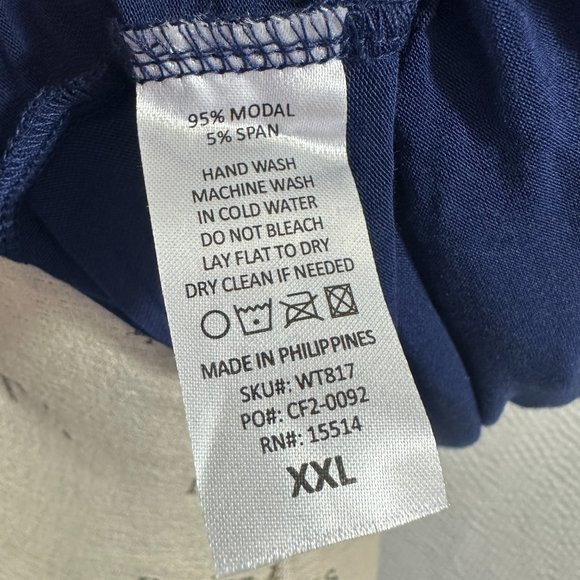 95% MODAL
5% SPAN
HAND WASH
MACHINE WASH
IN COLD WATER
DO NOT BLEACH
LAY FLAT TO DRY
DRY CLEAN IF NEEDED
MADE IN PHILIPPINES
SKU#: WT817
PO#: CF2-0092
RN#: 15514
XXL